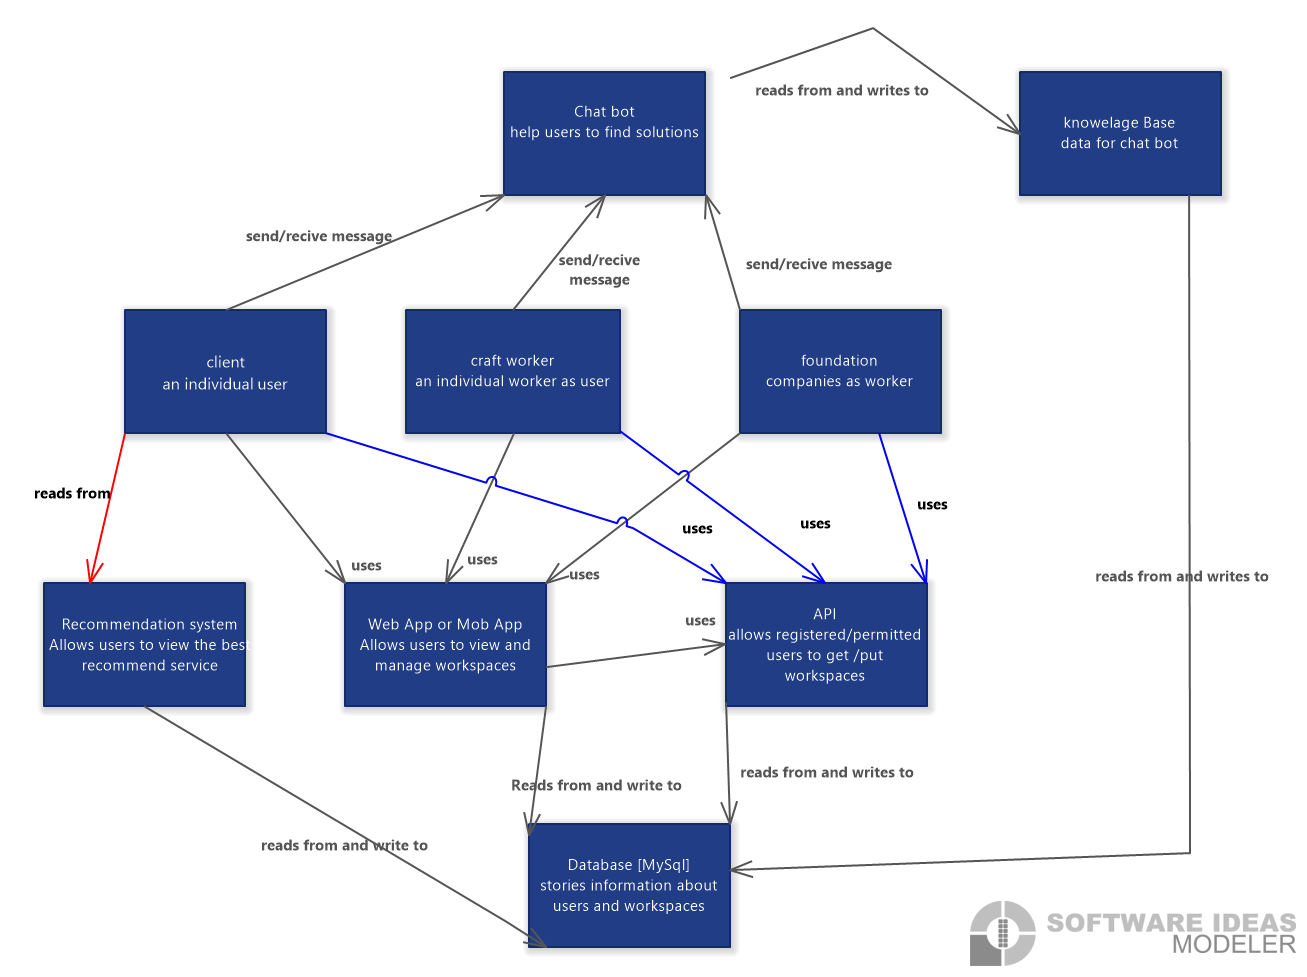 reads from and writes to
Chat bot
help users to find solutions
knowelage Base
data for chat bot
send/recive message
send/recive
message
send/recive message
client
an individual user
craft worker
an individual worker as user
foundation
companies as worker
reads from
uses
uses
uses
uses
uses
uses
reads from and writes to
Recommendation system
Allows users to view the best
recommend service
Web App or Mob App
Allows users to view and
manage workspaces
uses
API
allows registered/permitted
users to get /put
workspaces
Reads from and write to
reads from and writes to
reads from and write to
Database [MySql]
stories information about
users and workspaces
SOFTWARE IDEAS
MODELER